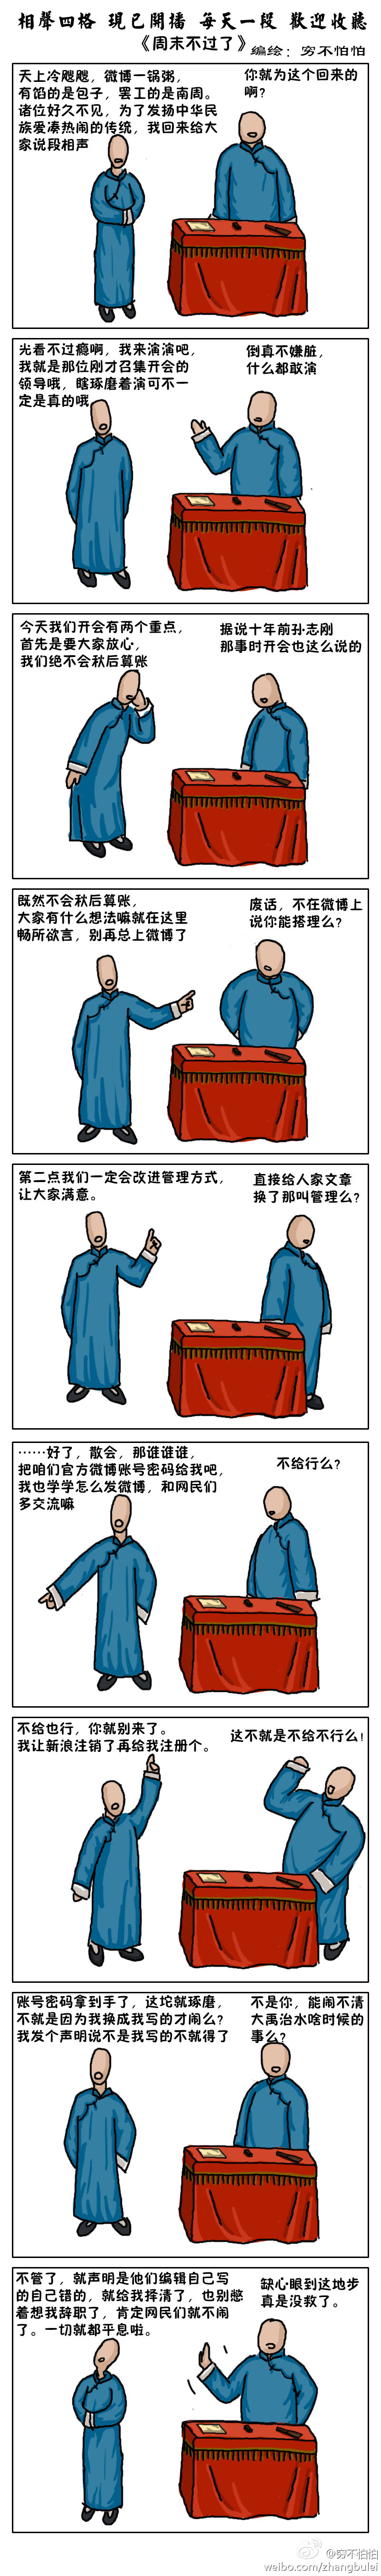 相聲四格 現已開播 每天一段 歡迎收聽
《周末不过了》 编绘：穷不怕怕
天上冷飕飕，微博一锅粥，
有馅的是包子，罢工的是南周。
诸位好久不见，为了发扬中华民
族爱凑热闹的传统，我回来给大
家说段相声
你就为这个回来的
啊？
光看不过瘾啊，我来演演吧，
我就是那位刚才召集开会的
领导哦，瞎琢磨着演可不一
定是真的哦
倒真不嫌脏，
什么都敢演
今天我们开会有两个重点，
首先是要大家放心，
我们绝不会秋后算账
据说十年前孙志刚
那事时开会也这么说的
既然不会秋后算账，
大家有什么想法嘛就在这里
畅所欲言，别再总上微博了
废话，不在微博上
说你能搭理么？
第二点我们一定会改进管理方式，
让大家满意。
直接给人家文章
换了那叫管理么？
……好了，散会，那谁谁谁，
把咱们官方微博账号密码给我吧，
我也学学怎么发微博，和网民们
多交流嘛
不给行么？
不给也行，你就别来了。
我让新浪注销了再给我注册个。
这不就是不给不行么！
账号密码拿到手了，这坨就琢磨，
不就是因为我换成我写的才闹么？
我发个声明说不是我写的不就得了
不是你，能闹不清
大禹治水啥时候的
事么？
不管了，就声明是他们编辑自己写
的自己错的，就给我择清了，也别憋
着想我辞职了，肯定网民们就不闹
了。一切就都平息啦。
缺心眼到这地步
真是没救了。
@穷不怕怕
weibo.com/zhangbulei